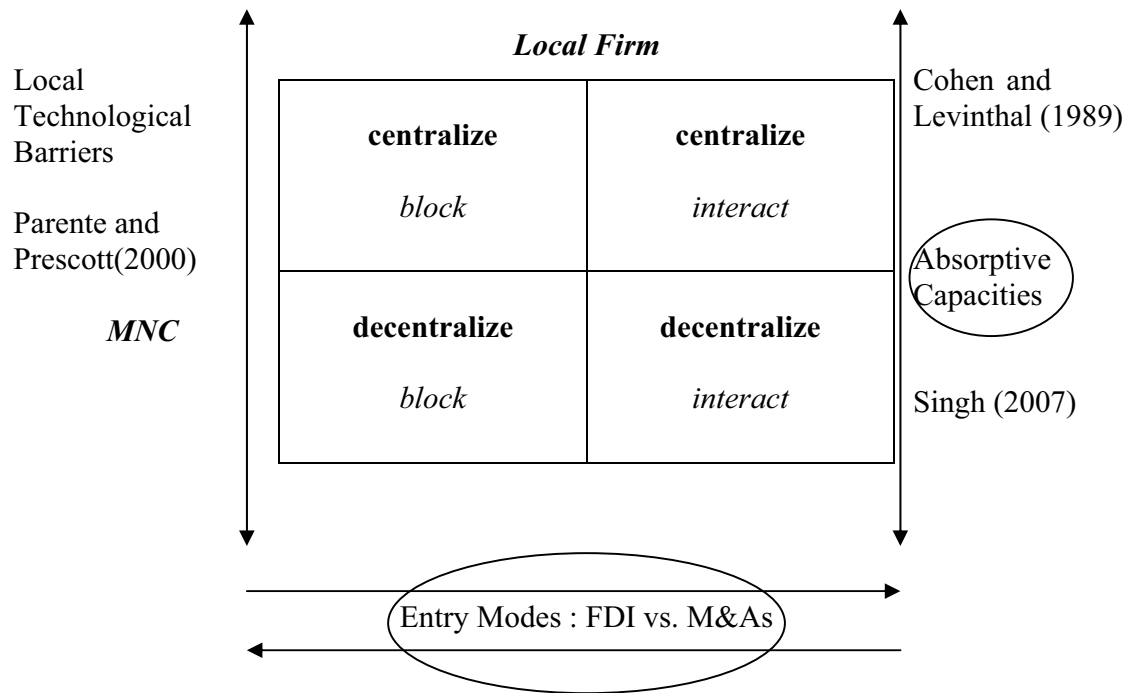 Local Firm
Local
Technological
Barriers
Parente and
Prescott(2000)
MNC
centralize
block
centralize
interact
decentralize
block
decentralize
interact
Cohen and
Levinthal (1989)
Absorptive
Capacities
Singh (2007)
Entry Modes : FDI vs. M&As